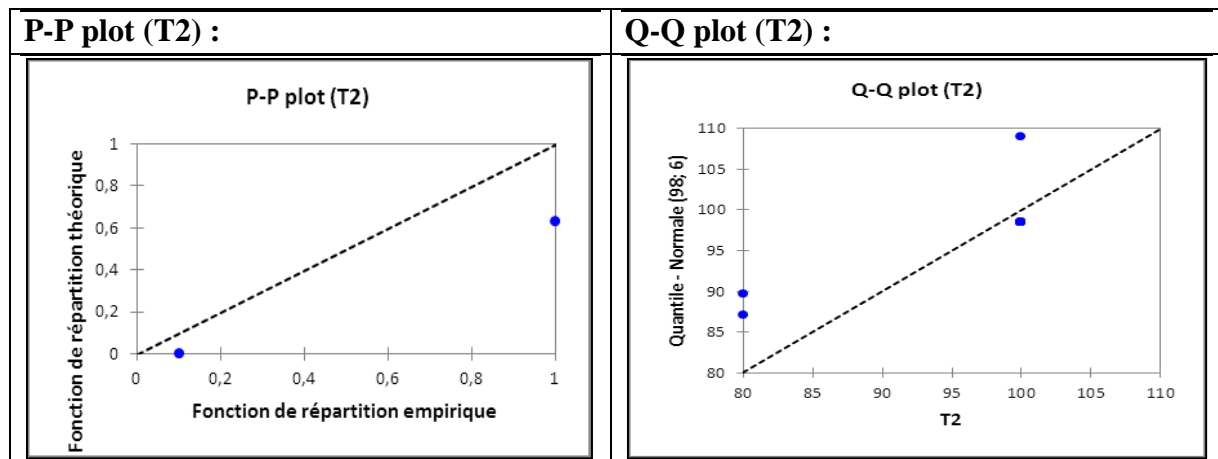 P-P plot (T2) :
P-P plot (T2)
Fonction de répartition théorique
1
0,8
0,6
0,4
0,2
0
0 0,2 0,4 0,6 0,8 1
Fonction de répartition empirique
Q-Q plot (T2) :
Q-Q plot (T2)
Quantile - Normale (98; 6)
110
105
100
95
90
85
80
80 85 90 95 100 105 110
T2